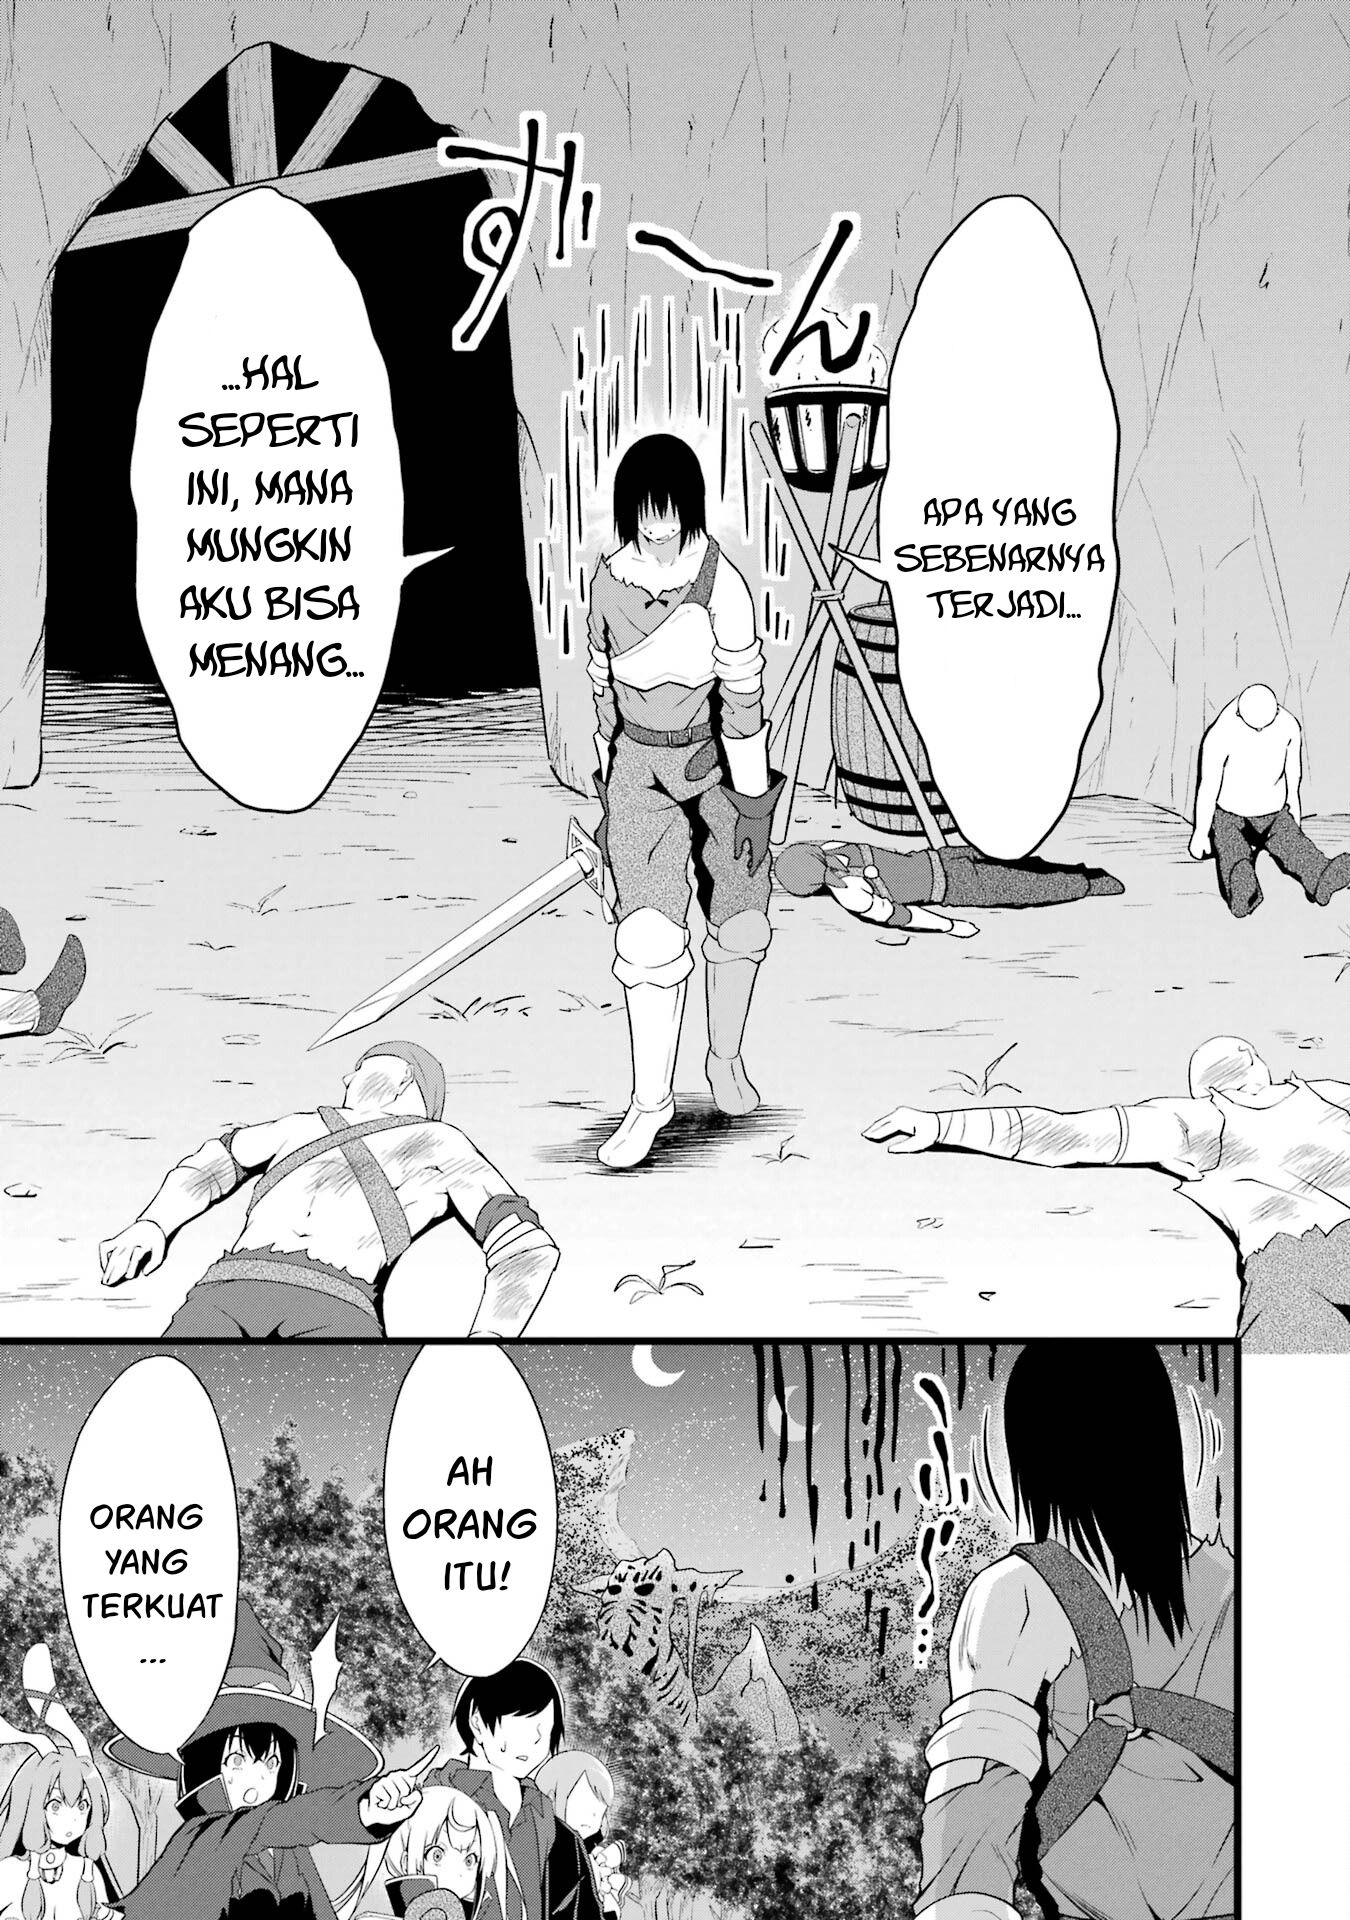 ずーん
APA YANG
SEBENARNYA
TERJADI...
...HAL
SEPERTI
INI, MANA
MUNGKIN
AKU BISA
MENANG...
AH
ORANG
ITU!
ORANG
YANG
TERKUAT
...